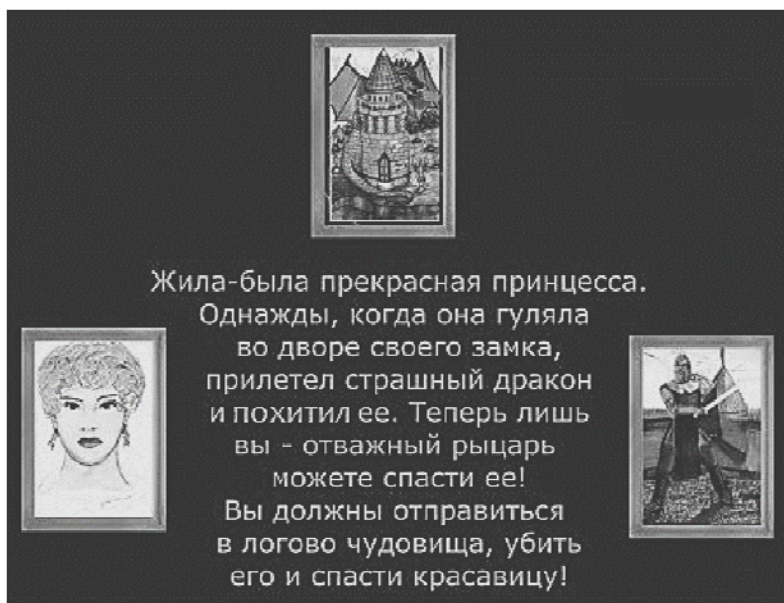 Жила-была прекрасная принцесса.
Однажды, когда она гуляла
во дворе своего замка,
прилетел страшный дракон
и похитил ее. Теперь лишь
вы - отважный рыцарь
можете спасти ее!
Вы должны отправиться
в логово чудовища, убить
его и спасти красавицу!